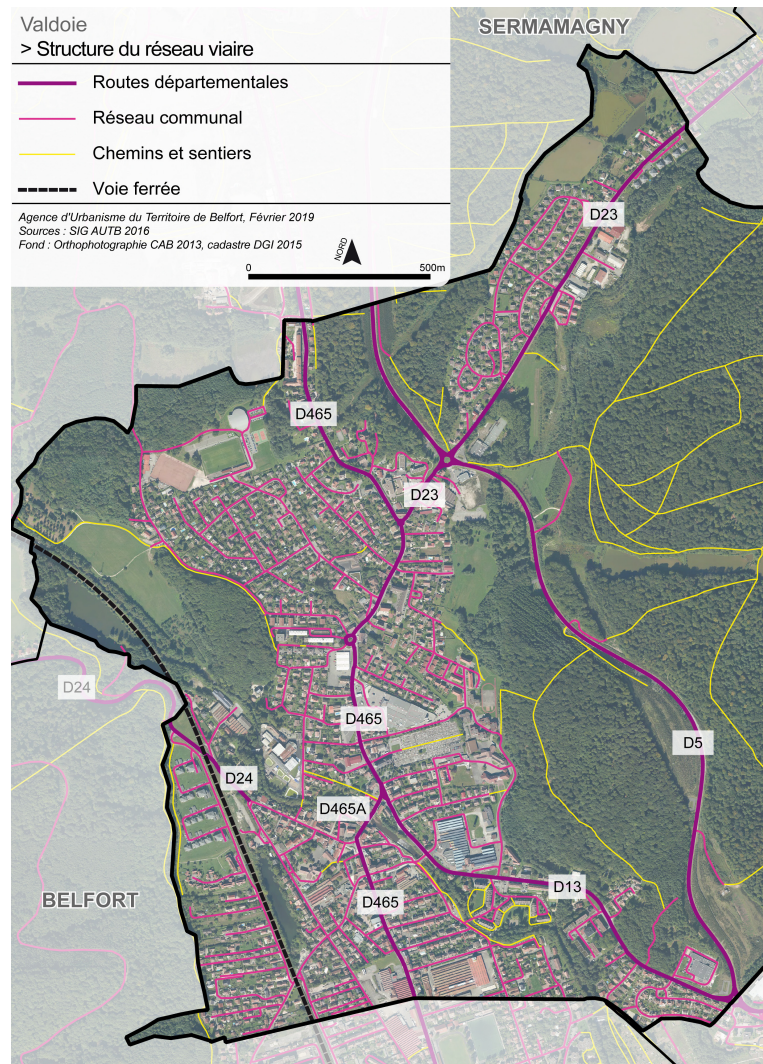 Valdoie
> Structure du réseau viaire
Routes départementales
Réseau communal
Chemins et sentiers
Voie ferrée
Agence d'Urbanisme du Territoire de Belfort, Février 2019
Sources : SIG AUTB 2016
Fond : Orthophotographie CAB 2013, cadastre DGI 2015
NORD
0
500m
SERMAMAGNY
D23
D465
D23
D24
D465
D5
D24
D465A
D13
BELFORT
D465